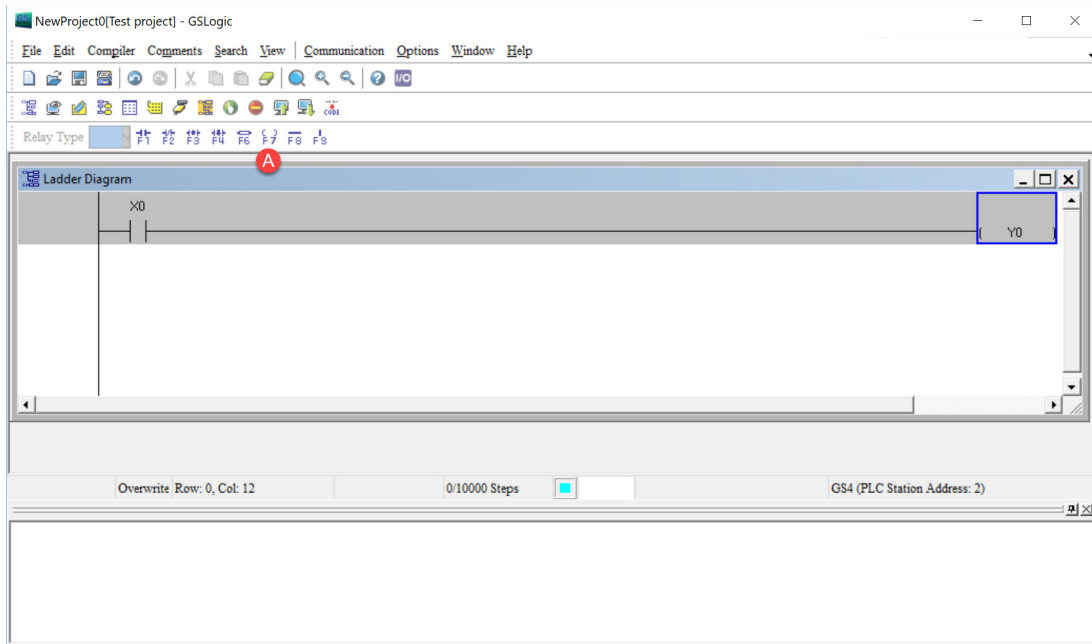 NewProject0[Test project] - GSLogic
File Edit Compiler Comments Search View Communication Options Window Help
I/O
CODE
Relay Type F1 F2 F3 F4 F6 F7 F8 F9
A
Ladder Diagram
X0
( Y0 )
Overwrite Row: 0, Col: 12 0/10000 Steps GS4 (PLC Station Address: 2)